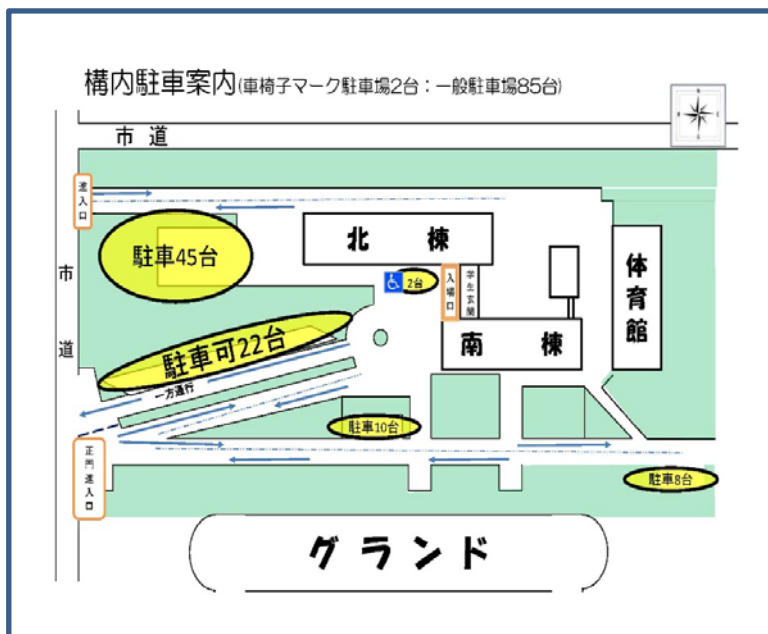 構内駐車案内(車椅子マーク駐車場2台：一般駐車場85台)
市道
進入口
駐車45台
北棟
2台
入場口
学生玄関
体育館
市道
南棟
駐車可22台
一方通行
駐車10台
正門進入口
駐車8台
グランド